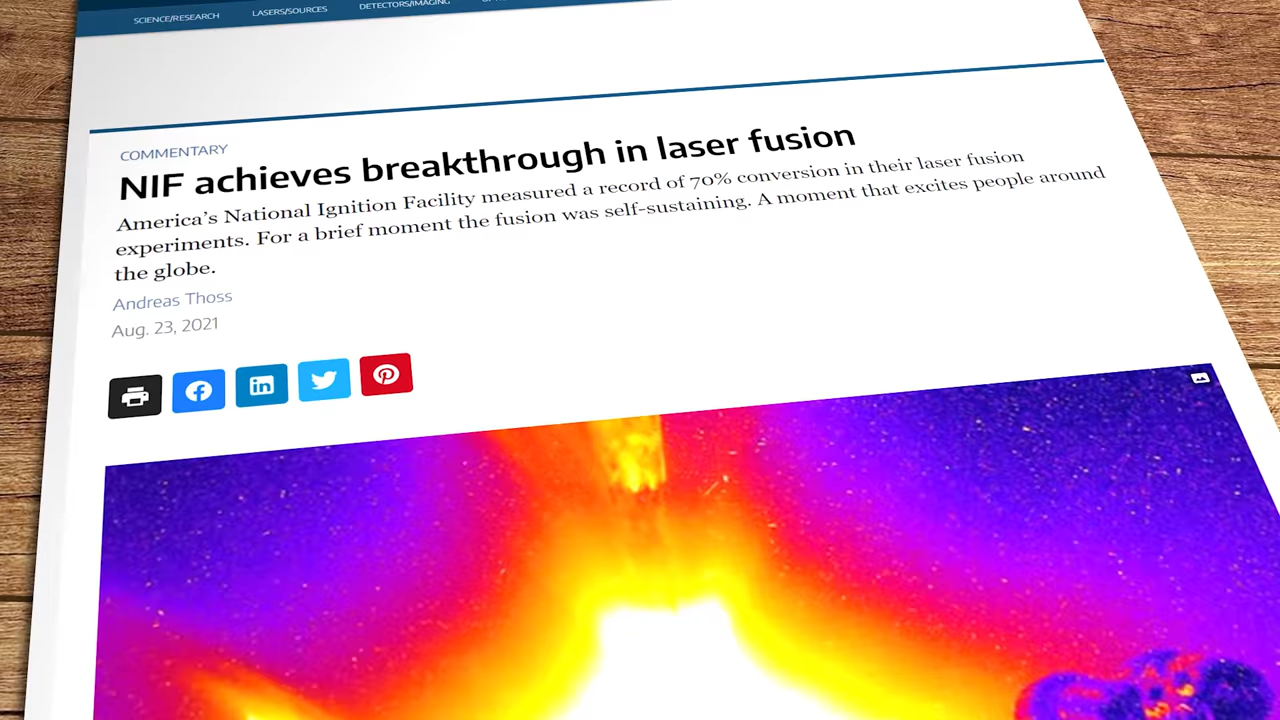 SCIENCE/RESEARCH LASERS/SOURCES DETECTORS/IMAGING
COMMENTARY
NIF achieves breakthrough in laser fusion
America's National Ignition Facility measured a record of 70% conversion in their laser fusion
experiments. For a brief moment the fusion was self-sustaining. A moment that excites people around
the globe.
Andreas Thoss
Aug. 23, 2021